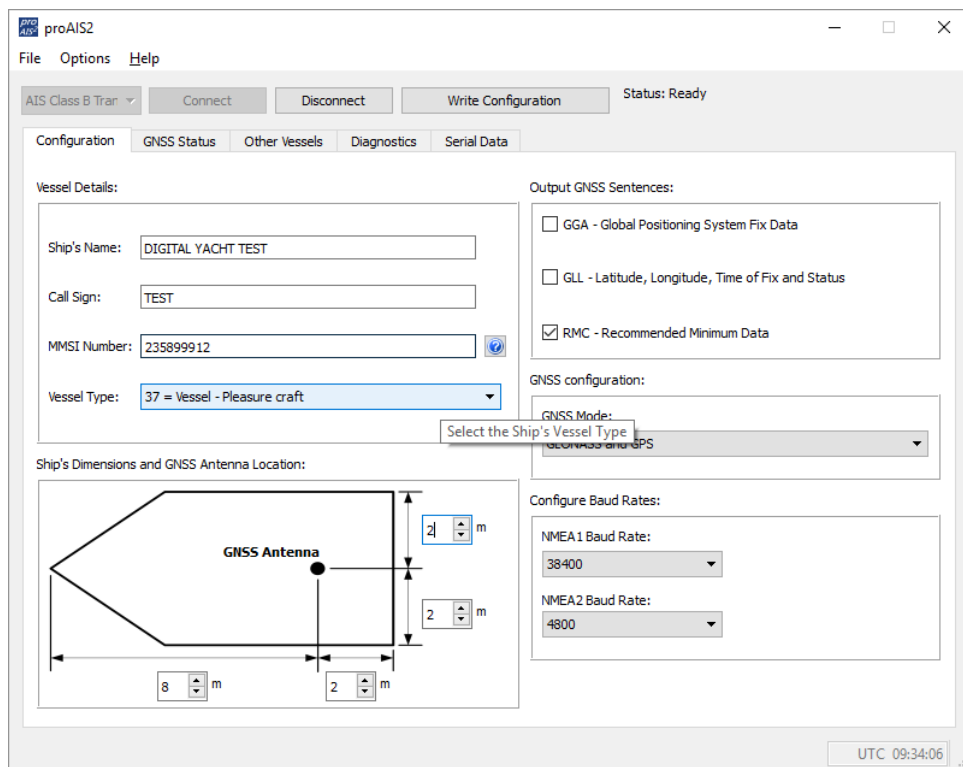 pro AIS2 proAIS2
File Options Help
AIS Class B Tran Connect Disconnect Write Configuration Status: Ready
Configuration GNSS Status Other Vessels Diagnostics Serial Data
Vessel Details:
Ship's Name: DIGITAL YACHT TEST
Call Sign: TEST
MMSI Number: 235899912
Vessel Type: 37 = Vessel - Pleasure craft
Select the Ship's Vessel Type
Ship's Dimensions and GNSS Antenna Location:
GNSS Antenna
2 m
2 m
8 m 2 m
Output GNSS Sentences:
GGA - Global Positioning System Fix Data
GLL - Latitude, Longitude, Time of Fix and Status
RMC - Recommended Minimum Data
GNSS configuration:
GNSS Mode:
GLONASS and GPS
Configure Baud Rates:
NMEA1 Baud Rate:
38400
NMEA2 Baud Rate:
4800
UTC 09:34:06